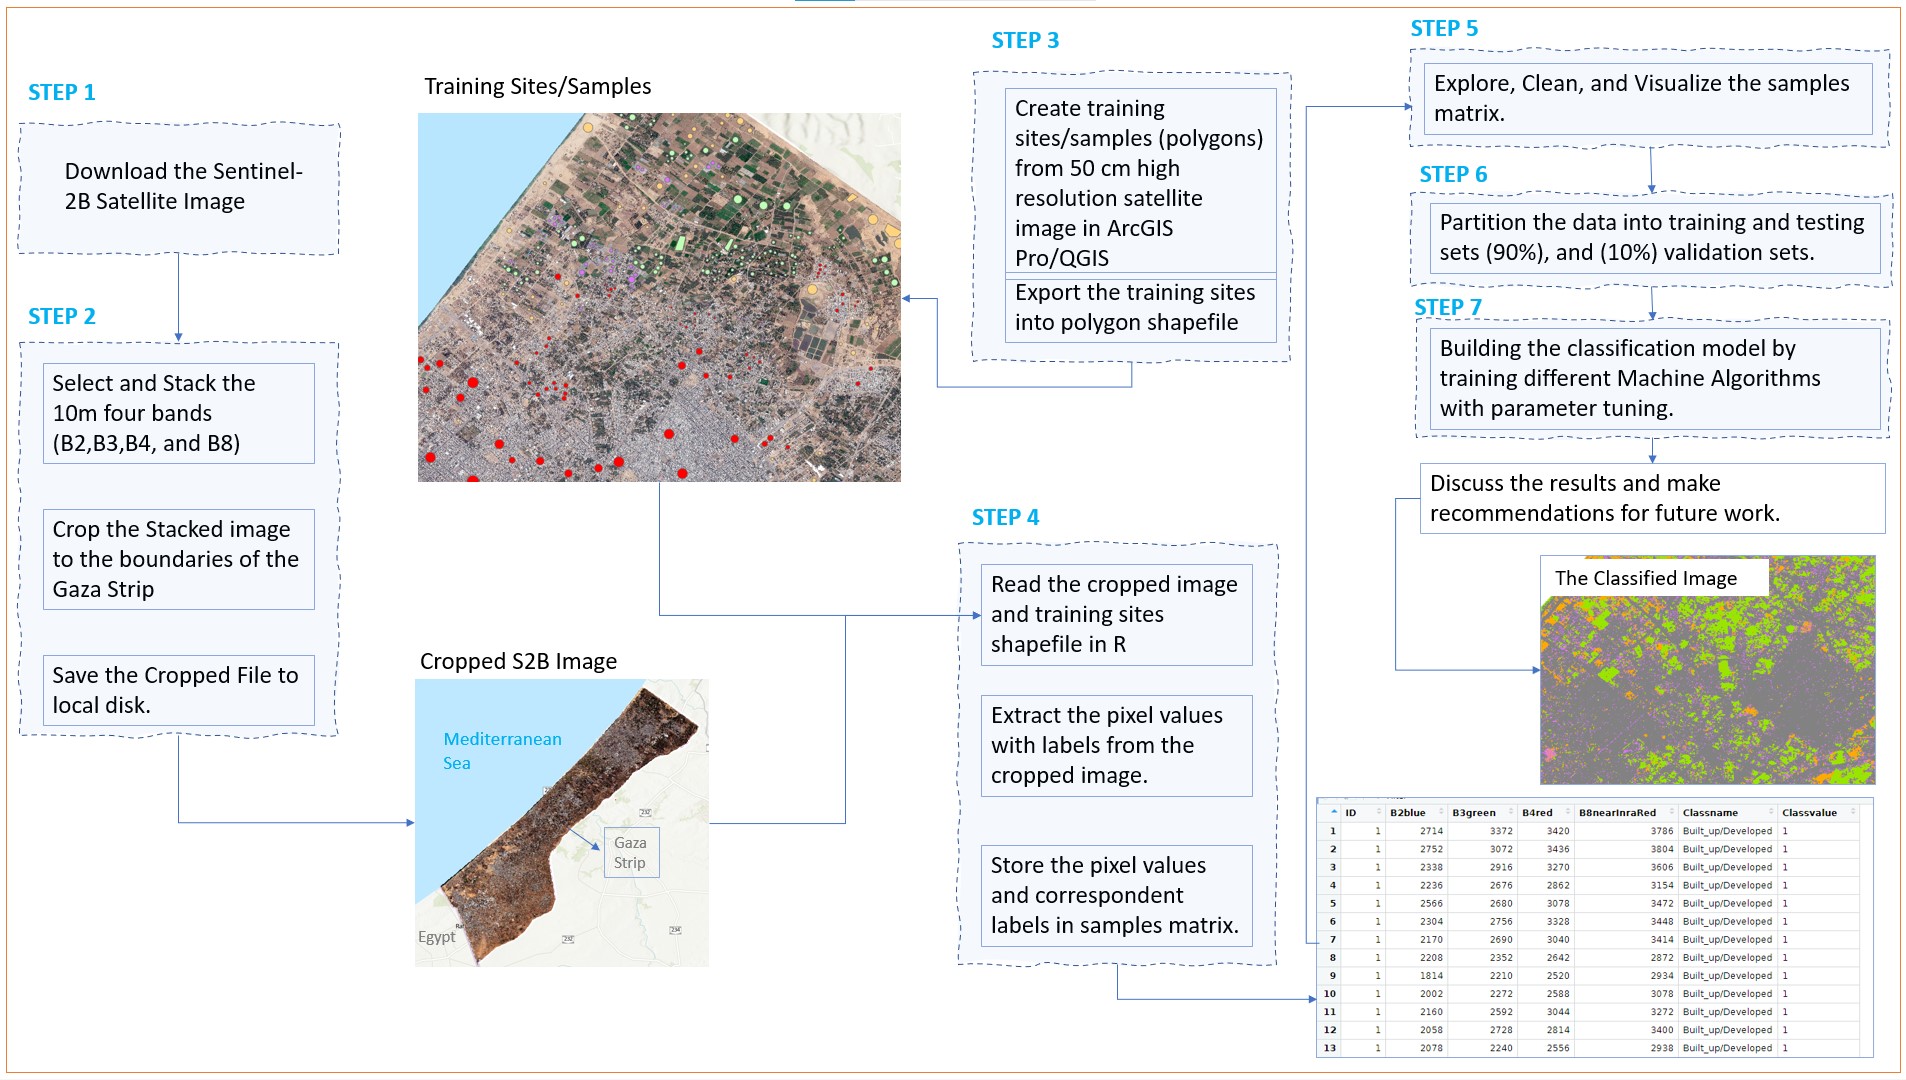 STEP 1
Download the Sentinel-
2B Satellite Image
STEP 2
Select and Stack the
10m four bands
(B2,B3,B4, and B8)
Crop the Stacked image
to the boundaries of the
Gaza Strip
Save the Cropped File to
local disk.
Training Sites/Samples
Cropped S2B Image
Mediterranean
Sea
Gaza
Strip
Egypt
232
232
234
STEP 3
Create training
sites/samples (polygons)
from 50 cm high
resolution satellite
image in ArcGIS
Pro/QGIS
Export the training sites
into polygon shapefile
STEP 4
Read the cropped image
and training sites
shapefile in R
Extract the pixel values
with labels from the
cropped image.
Store the pixel values
and correspondent
labels in samples matrix.
STEP 5
Explore, Clean, and Visualize the samples
matrix.
STEP 6
Partition the data into training and testing
sets (90%), and (10%) validation sets.
STEP 7
Building the classification model by
training different Machine Algorithms
with parameter tuning.
Discuss the results and make
recommendations for future work.
The Classified Image
ID B2blue B3green B4red B8nearInraRed Classname Classvalue
1 1 2714 3372 3420 3786 Built_up/Developed 1
2 1 2752 3072 3436 3804 Built_up/Developed 1
3 1 2338 2916 3270 3606 Built_up/Developed 1
4 1 2236 2676 2862 3154 Built_up/Developed 1
5 1 2566 2680 3078 3472 Built_up/Developed 1
6 1 2304 2756 3328 3448 Built_up/Developed 1
7 1 2170 2690 3040 3414 Built_up/Developed 1
8 1 2208 2352 2642 2872 Built_up/Developed 1
9 1 1814 2210 2520 2934 Built_up/Developed 1
10 1 2002 2272 2588 3078 Built_up/Developed 1
11 1 2160 2592 3044 3272 Built_up/Developed 1
12 1 2058 2728 2814 3400 Built_up/Developed 1
13 1 2078 2240 2556 2938 Built_up/Developed 1